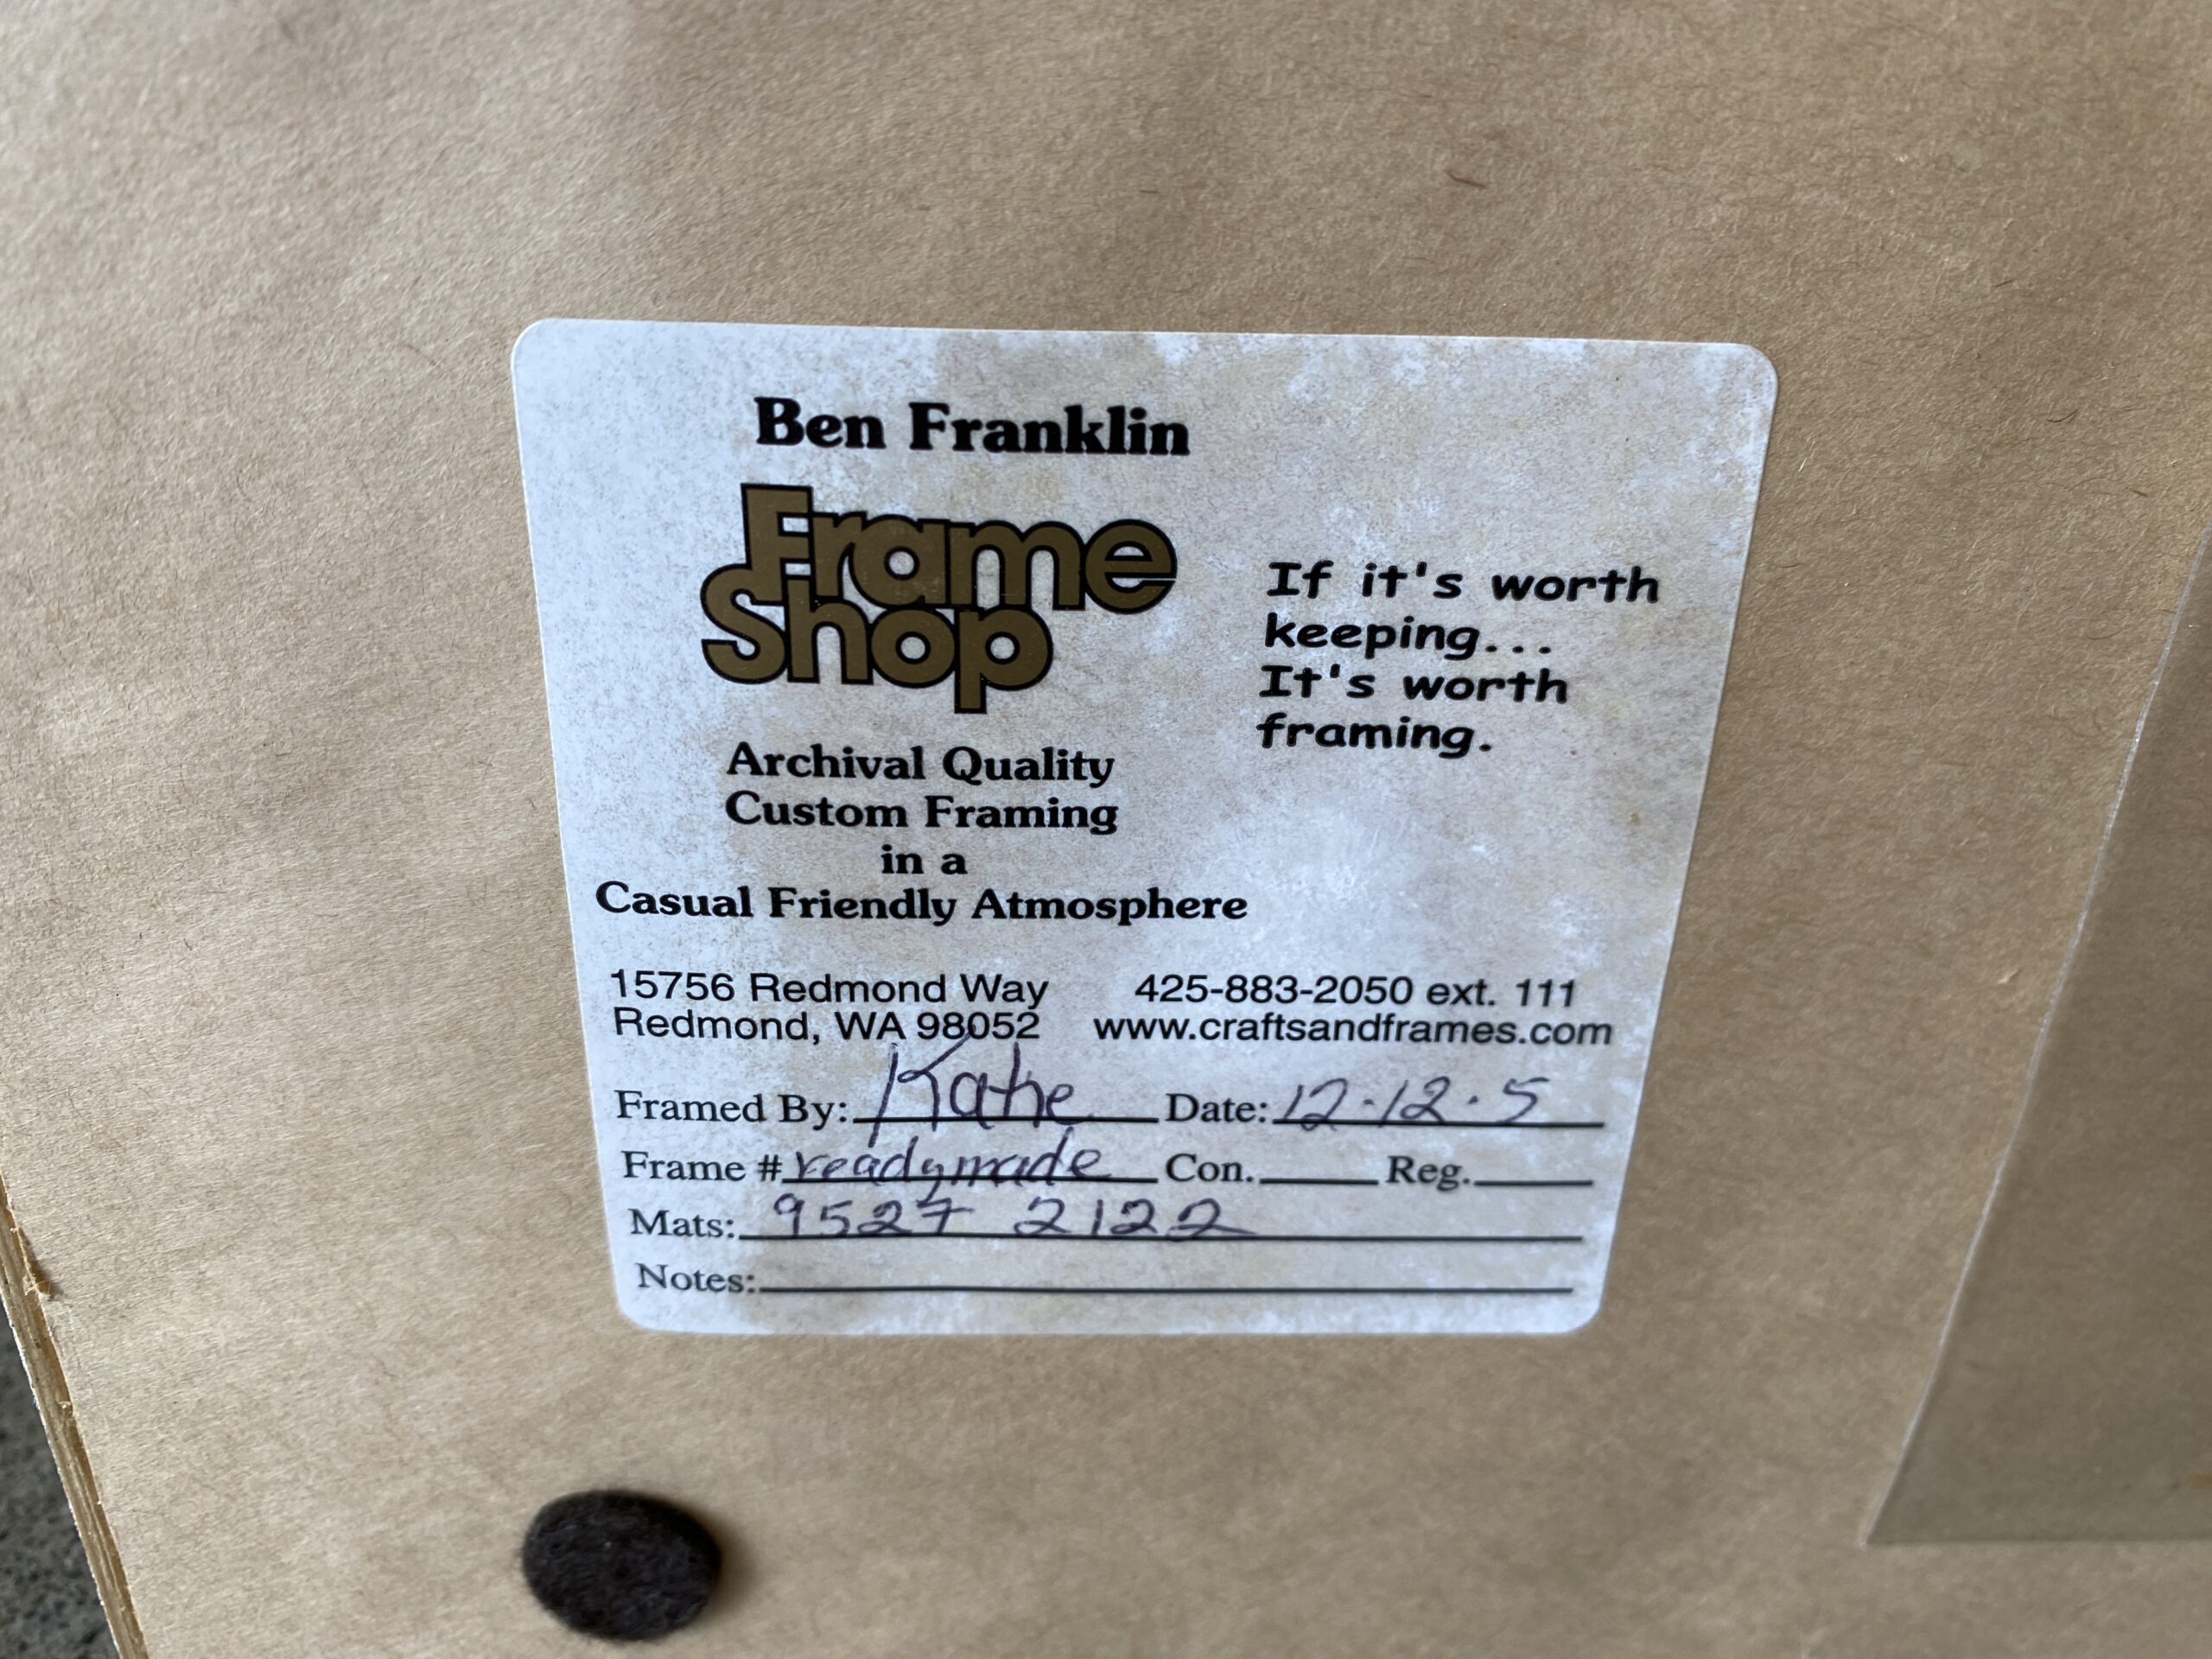 Ben Franklin
Frame
Shop
If it's worth
keeping...
It's worth
framing.
Archival Quality
Custom Framing
in a
Casual Friendly Atmosphere
15756 Redmond Way 425-883-2050 ext. 111
Redmond, WA 98052 www.craftsandframes.com
Framed By: Katie Date: 12·12·5
Frame # readymade Con. Reg.
Mats: 9527 2122
Notes: